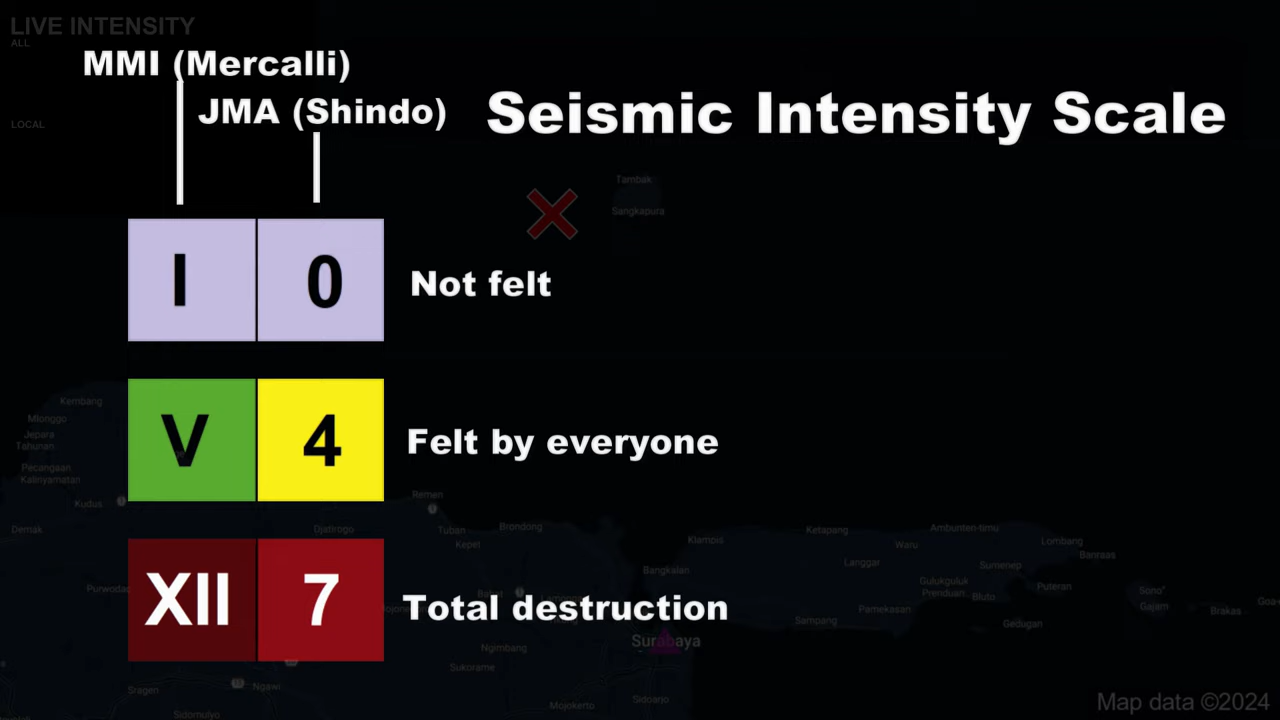 LIVE INTENSITY
ALL
MMI (Mercalli)
JMA (Shindo)
Seismic Intensity Scale
LOCAL
Tambak
Sangkapura
I 0 Not felt
Kembang
Mlonggo
Jepara
Tahunan
V 4 Felt by everyone
Pecangaan
Kalinyamatan
Kudus
Remen
Demak
Djatirogo
Tuban
Brondong
Kepet
Klampis
Ketapang
Ambunten-timu
Waru
Lombang
Banraas
Langgar
Sumenep
Bangkalan
Gulukguluk
Prenduan
Bluto
Puteran
Sono'
Gajam
Brakas
XII 7 Total destruction
Pamekasan
Sampang
Gedugan
Surabaya
Ngimbang
Sukorame
Sragen
Ngawi
Sidoarjo
Mojokerto
Sidomulyo
Map data ©2024